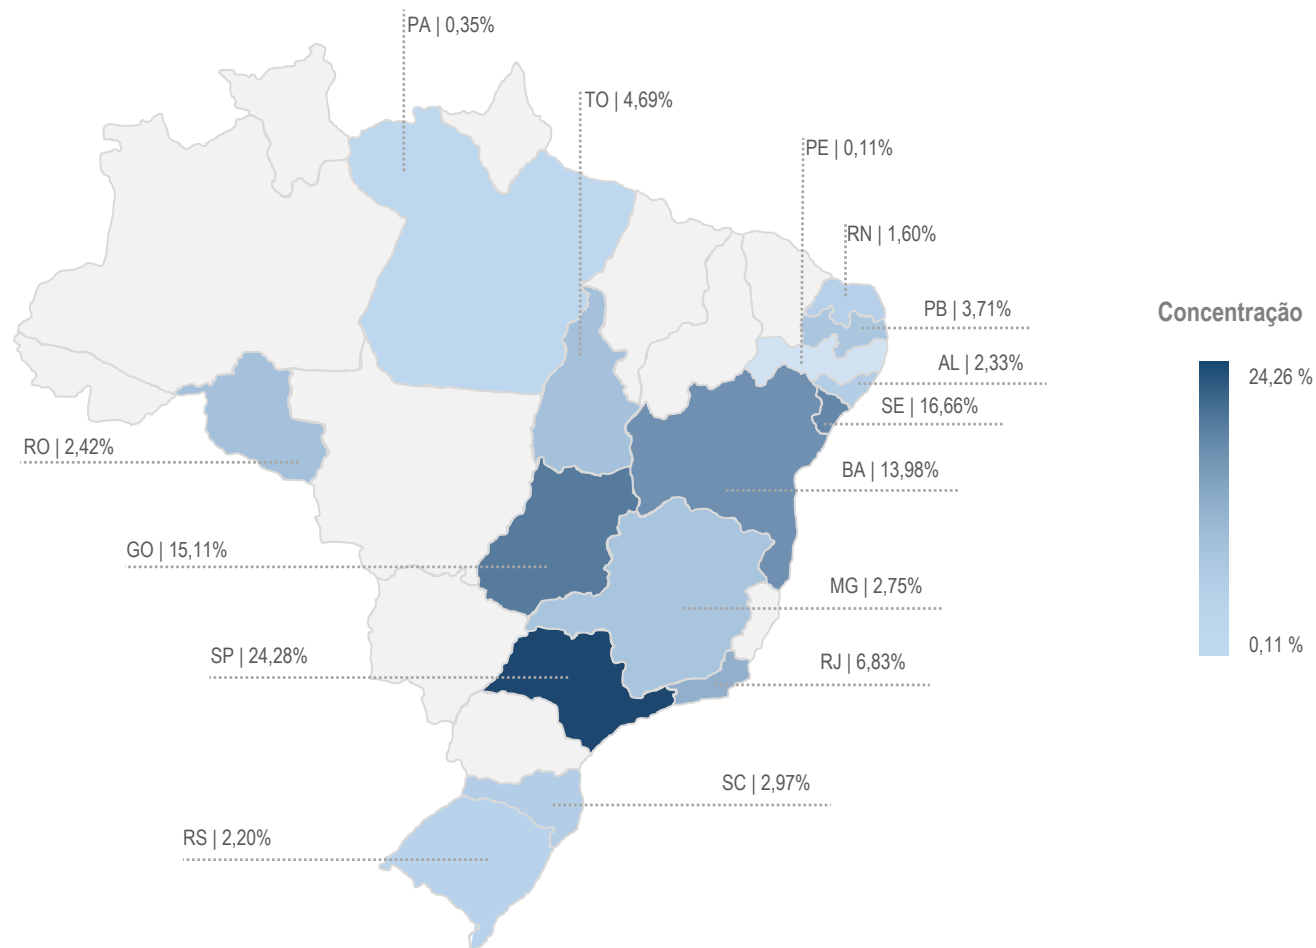 PA | 0,35%
TO | 4,69%
PE | 0,11%
RN | 1,60%
PB | 3,71%
Concentração
AL | 2,33%
24,26 %
SE | 16,66%
RO | 2,42%
BA | 13,98%
GO | 15,11%
MG | 2,75%
0,11 %
SP | 24,28%
RJ | 6,83%
SC | 2,97%
RS | 2,20%